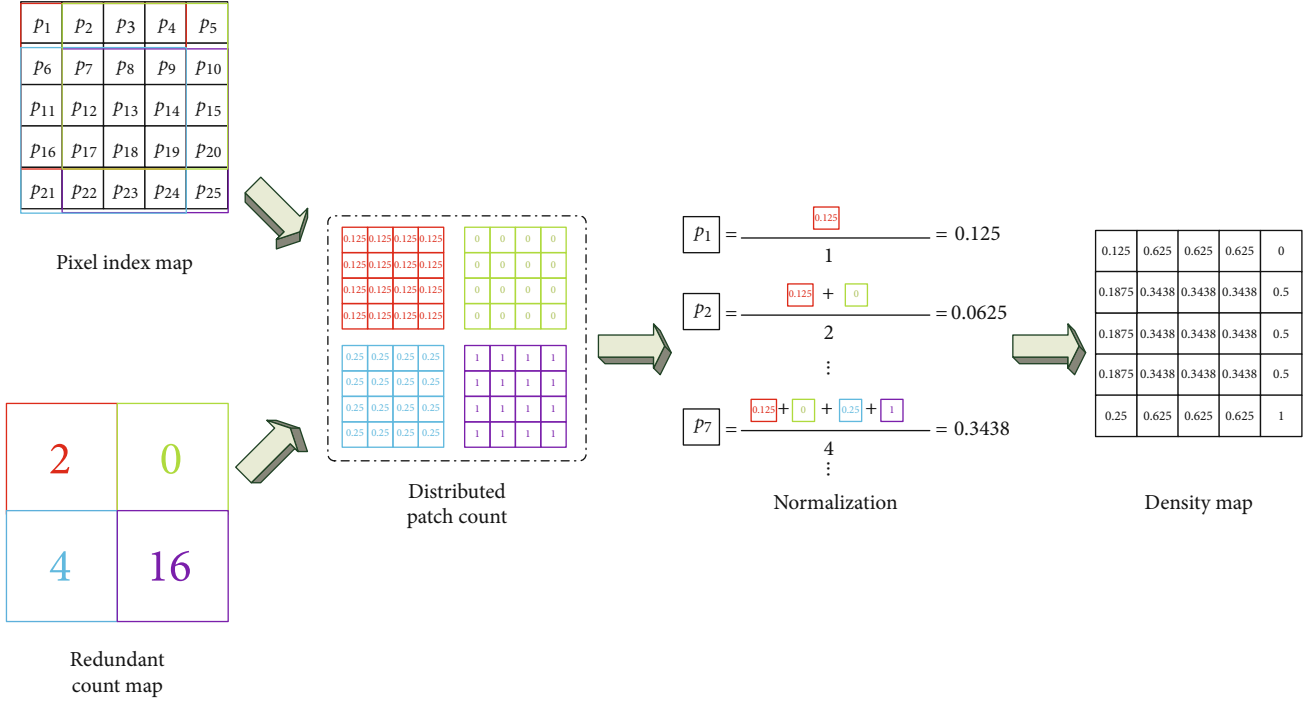 p1 p2 p3 p4 p5
p6 p7 p8 p9 p10
p11 p12 p13 p14 p15
p16 p17 p18 p19 p20
p21 p22 p23 p24 p25
Pixel index map
2 0
4 16
Redundant
count map
0.125 0.125 0.125 0.125
0.125 0.125 0.125 0.125
0.125 0.125 0.125 0.125
0.125 0.125 0.125 0.125
0 0 0 0
0 0 0 0
0 0 0 0
0 0 0 0
0.25 0.25 0.25 0.25
0.25 0.25 0.25 0.25
0.25 0.25 0.25 0.25
0.25 0.25 0.25 0.25
1 1 1 1
1 1 1 1
1 1 1 1
1 1 1 1
Distributed
patch count
0.125
p1 = = 0.125
1
0.125 + 0
p2 = = 0.0625
2
⋮
0.125 + 0 + 0.25 + 1
p7 = = 0.3438
4
⋮
Normalization
0.125 0.625 0.625 0.625 0
0.1875 0.3438 0.3438 0.3438 0.5
0.1875 0.3438 0.3438 0.3438 0.5
0.1875 0.3438 0.3438 0.3438 0.5
0.25 0.625 0.625 0.625 1
Density map